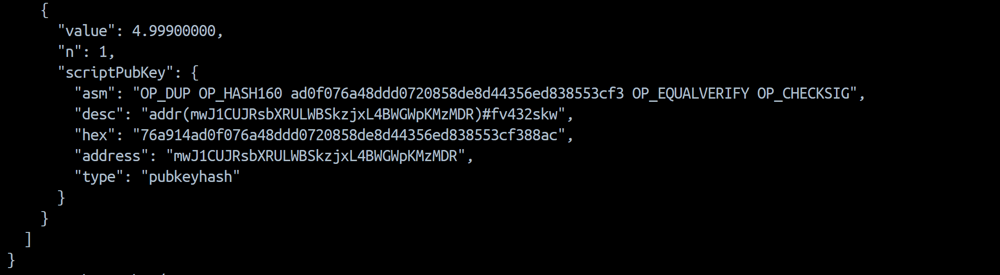 {
"value": 4.99900000,
"n": 1,
"scriptPubKey": {
"asm": "OP_DUP OP_HASH160 ad0f076a48ddd0720858de8d44356ed838553cf3 OP_EQUALVERIFY OP_CHECKSIG",
"desc": "addr(mwJ1CUJRsbXRULWBSkzjxL4BWGWpKMzMDR)#fv432skw",
"hex": "76a914ad0f076a48ddd0720858de8d44356ed838553cf388ac",
"address": "mwJ1CUJRsbXRULWBSkzjxL4BWGWpKMzMDR",
"type": "pubkeyhash"
}
}
]
}